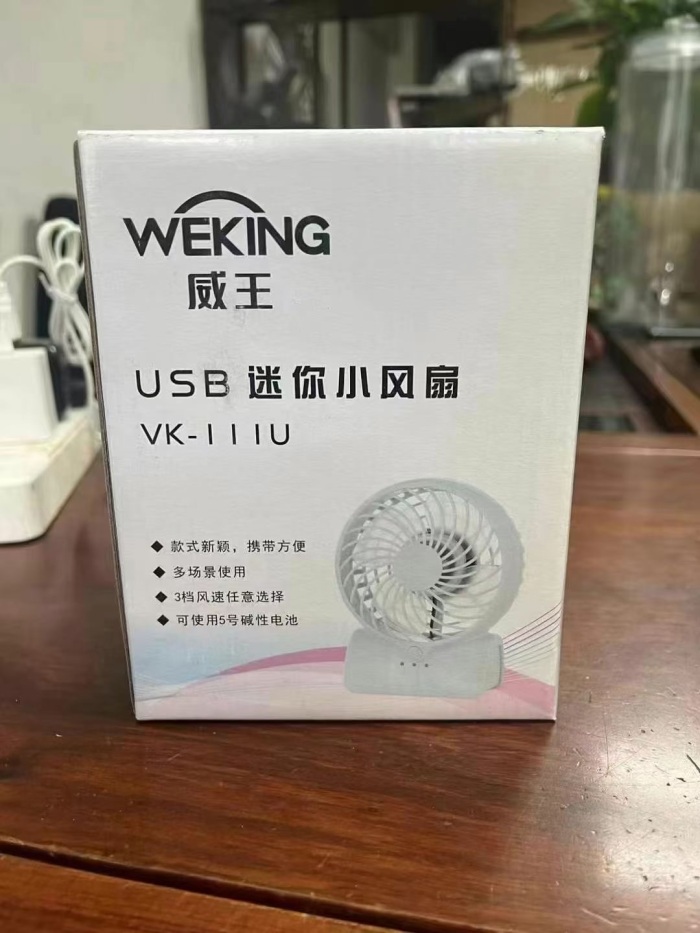 WEKING
威王
USB 迷你小风扇
VK-111U
◆ 款式新颖，携带方便
◆ 多场景使用
◆ 3档风速任意选择
◆ 可使用5号碱性电池